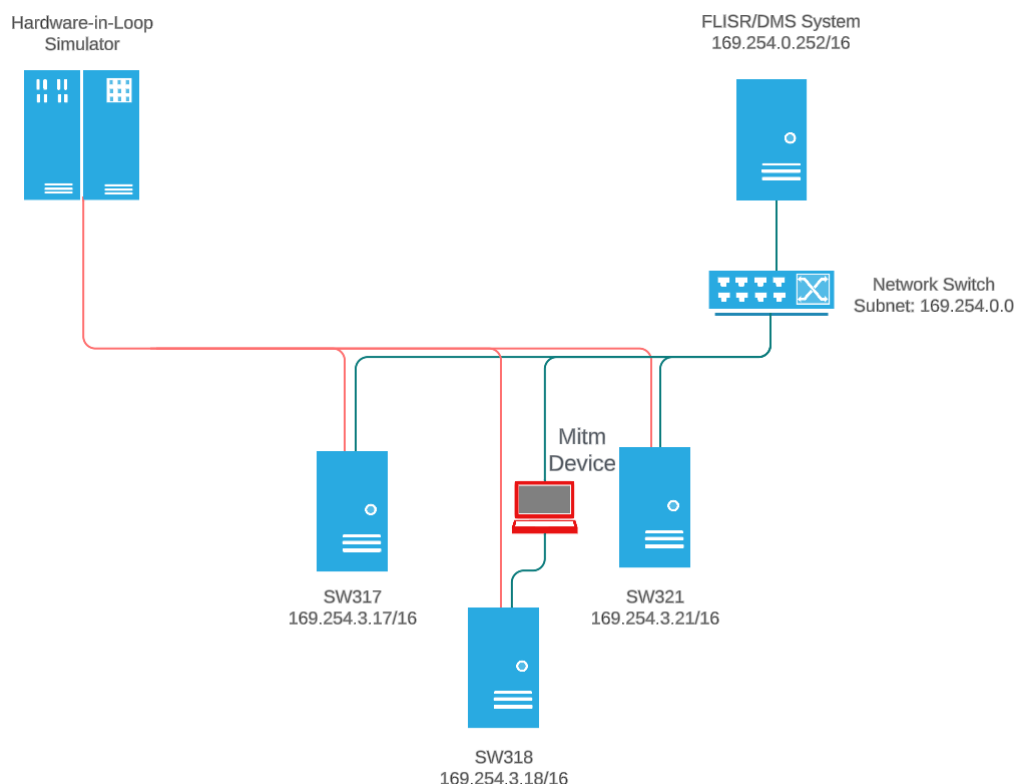 Hardware-in-Loop
Simulator
FLISR/DMS System
169.254.0.252/16
Network Switch
Subnet: 169.254.0.0
Mitm
Device
SW317
169.254.3.17/16
SW321
169.254.3.21/16
SW318
169.254.3.18/16